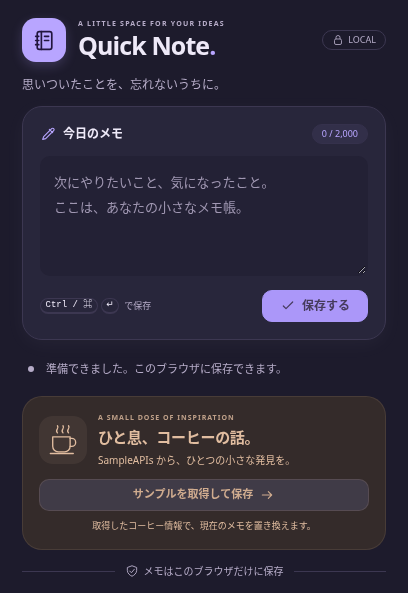 A LITTLE SPACE FOR YOUR IDEAS
Quick Note.
LOCAL
思いついたことを、忘れないうちに。
今日のメモ
0 / 2,000
次にやりたいこと、気になったこと。
ここは、あなたの小さなメモ帳。
Ctrl / ⌘ ↵ で保存
保存する
準備できました。このブラウザに保存できます。
A SMALL DOSE OF INSPIRATION
ひと息、コーヒーの話。
SampleAPIs から、ひとつの小さな発見を。
サンプルを取得して保存 →
取得したコーヒー情報で、現在のメモを置き換えます。
メモはこのブラウザだけに保存